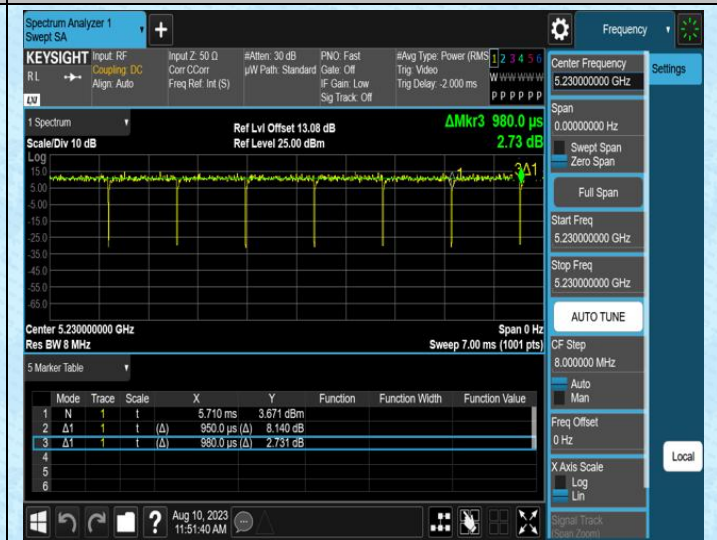 Spectrum Analyzer 1
Swept SA
+
Frequency
KEYSIGHT
RL
LXI
Input: RF
Coupling: DC
Align: Auto
Input Z: 50 Ω
Corr CCorr
Freq Ref: Int (S)
#Atten: 30 dB
µW Path: Standard
PNO: Fast
Gate: Off
IF Gain: Low
Sig Track: Off
#Avg Type: Power (RMS
Trig: Video
Trig Delay: -2.000 ms
1 2 3 4 5 6
W W W W W W
P P P P P P
Center Frequency
5.230000000 GHz
Settings
Span
0.00000000 Hz
Swept Span
Zero Span
Full Span
Start Freq
5.230000000 GHz
Stop Freq
5.230000000 GHz
AUTO TUNE
CF Step
8.000000 MHz
Auto
Man
Freq Offset
0 Hz
X Axis Scale
Log
Lin
Signal Track
(Span Zoom)
Local
1 Spectrum
Scale/Div 10 dB
Ref Lvl Offset 13.08 dB
Ref Level 25.00 dBm
ΔMkr3 980.0 µs
2.73 dB
Log
15.0
5.00
-5.00
-15.0
-25.0
-35.0
-45.0
-55.0
-65.0
1
3Δ1
Center 5.230000000 GHz
Span 0 Hz
Res BW 8 MHz
Sweep 7.00 ms (1001 pts)
5 Marker Table
Mode Trace Scale X Y Function Function Width Function Value
1 N 1 t 5.710 ms 3.671 dBm
2 Δ1 1 t (Δ) 950.0 µs (Δ) 8.140 dB
3 Δ1 1 t (Δ) 980.0 µs (Δ) 2.731 dB
4
5
6
?
Aug 10, 2023
11:51:40 AM